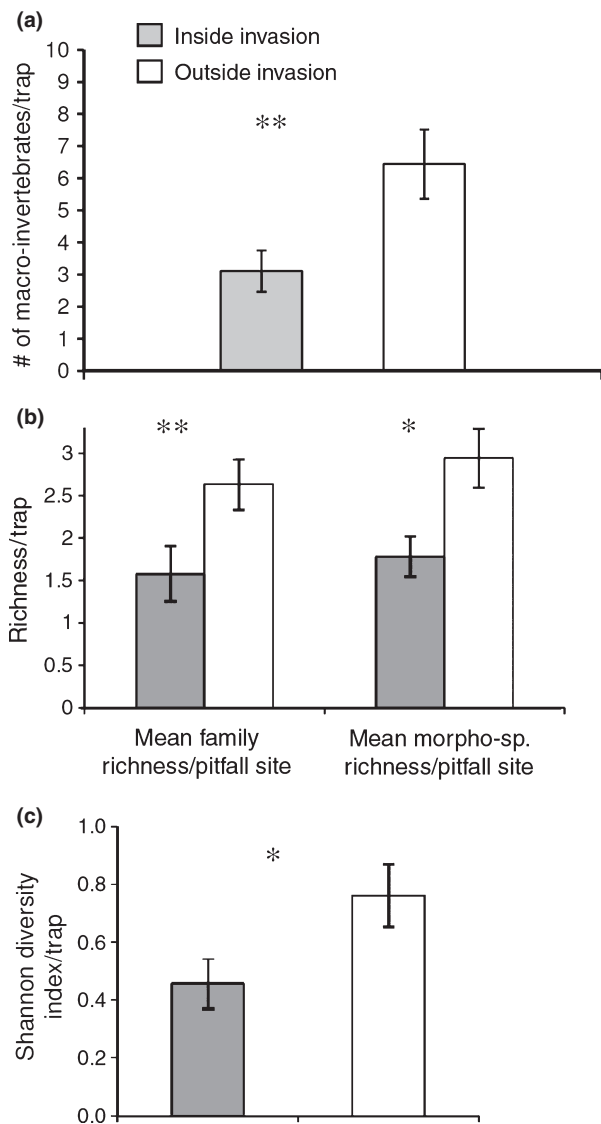 (a)
Inside invasion
Outside invasion
10
9
8
7
6
5
4
3
2
1
0
# of macro-invertebrates/trap
**
(b)
3
2.5
2
1.5
1
0.5
0
Richness/trap
**
*
Mean family
richness/pitfall site
Mean morpho-sp.
richness/pitfall site
(c)
1.0
0.8
0.6
0.4
0.2
0.0
Shannon diversity
index/trap
*